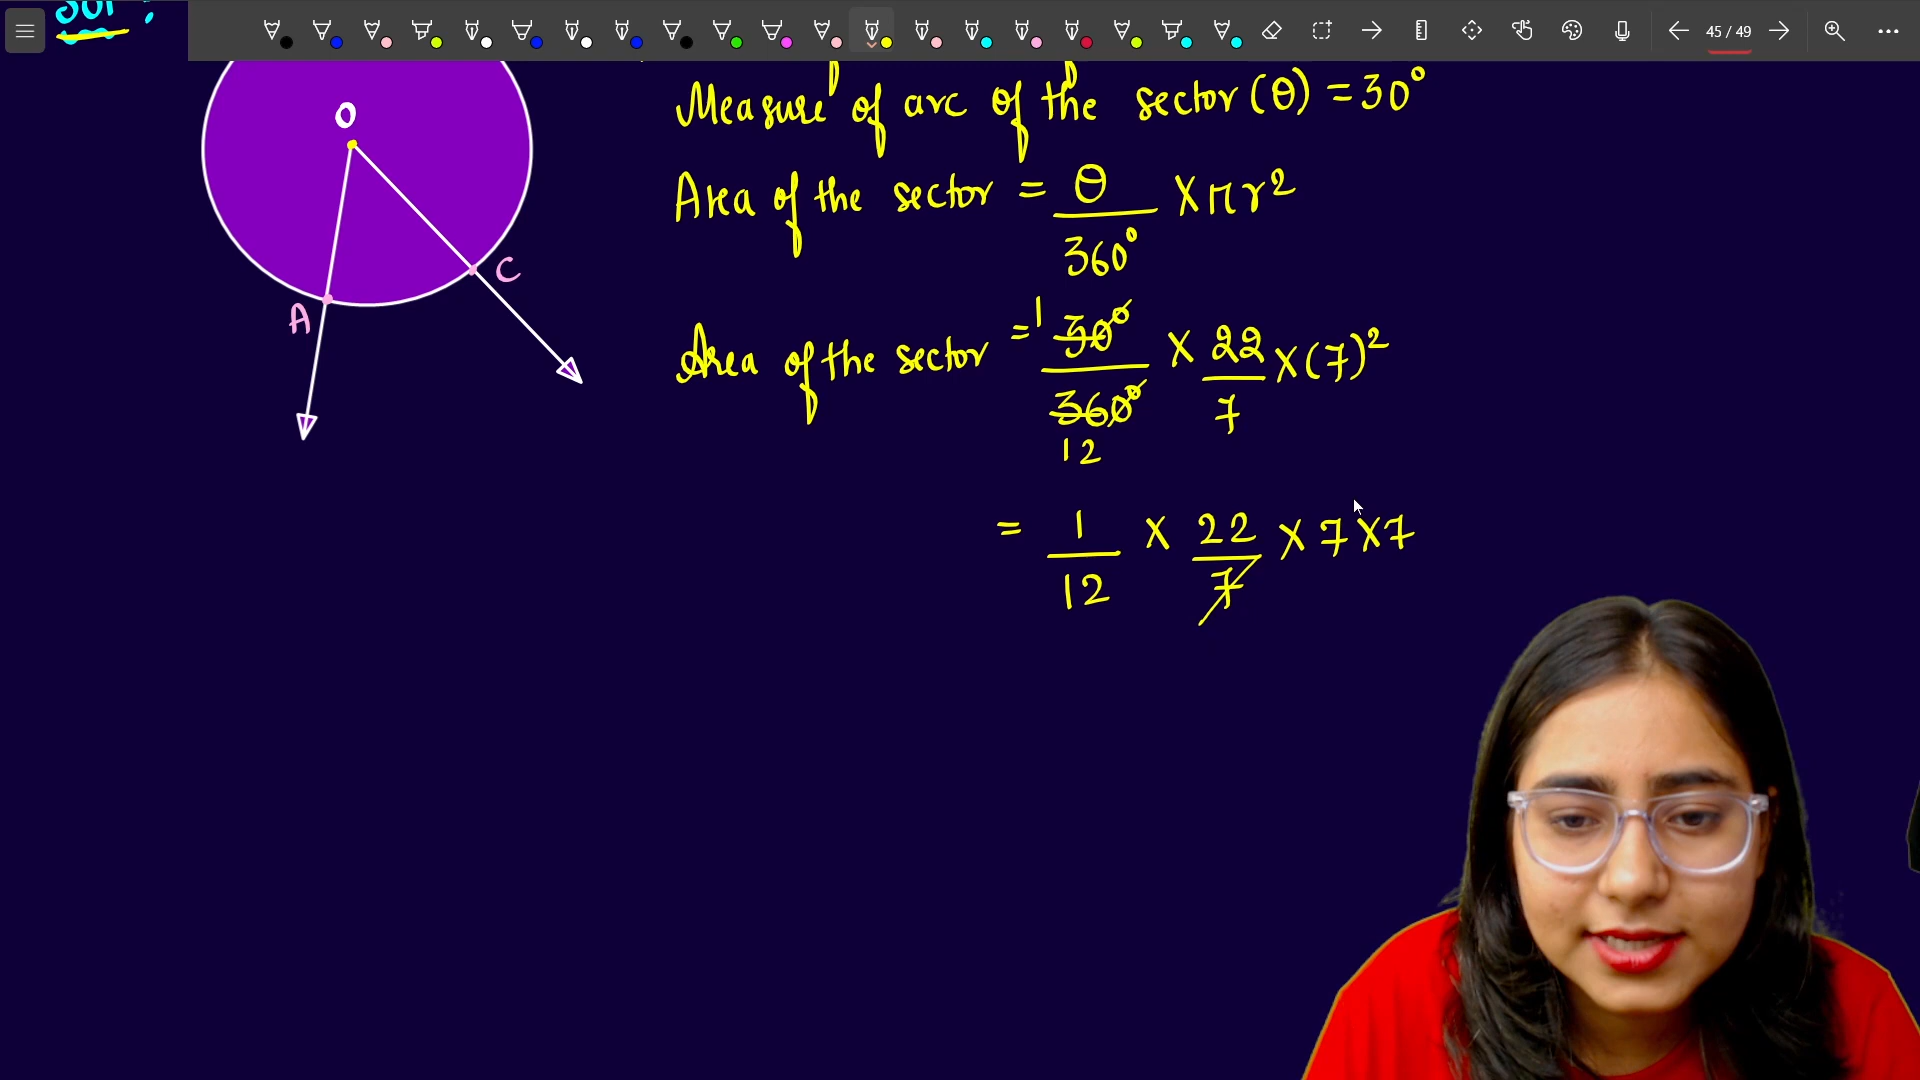 Sol :
45 / 49
O
A
C
Measure of arc of the sector (θ) = 30°
Area of the sector = θ/360° × πr²
Area of the sector = 1 30°/360° 12 × 22/7 × (7)²
= 1/12 × 22/7 × 7 × 7